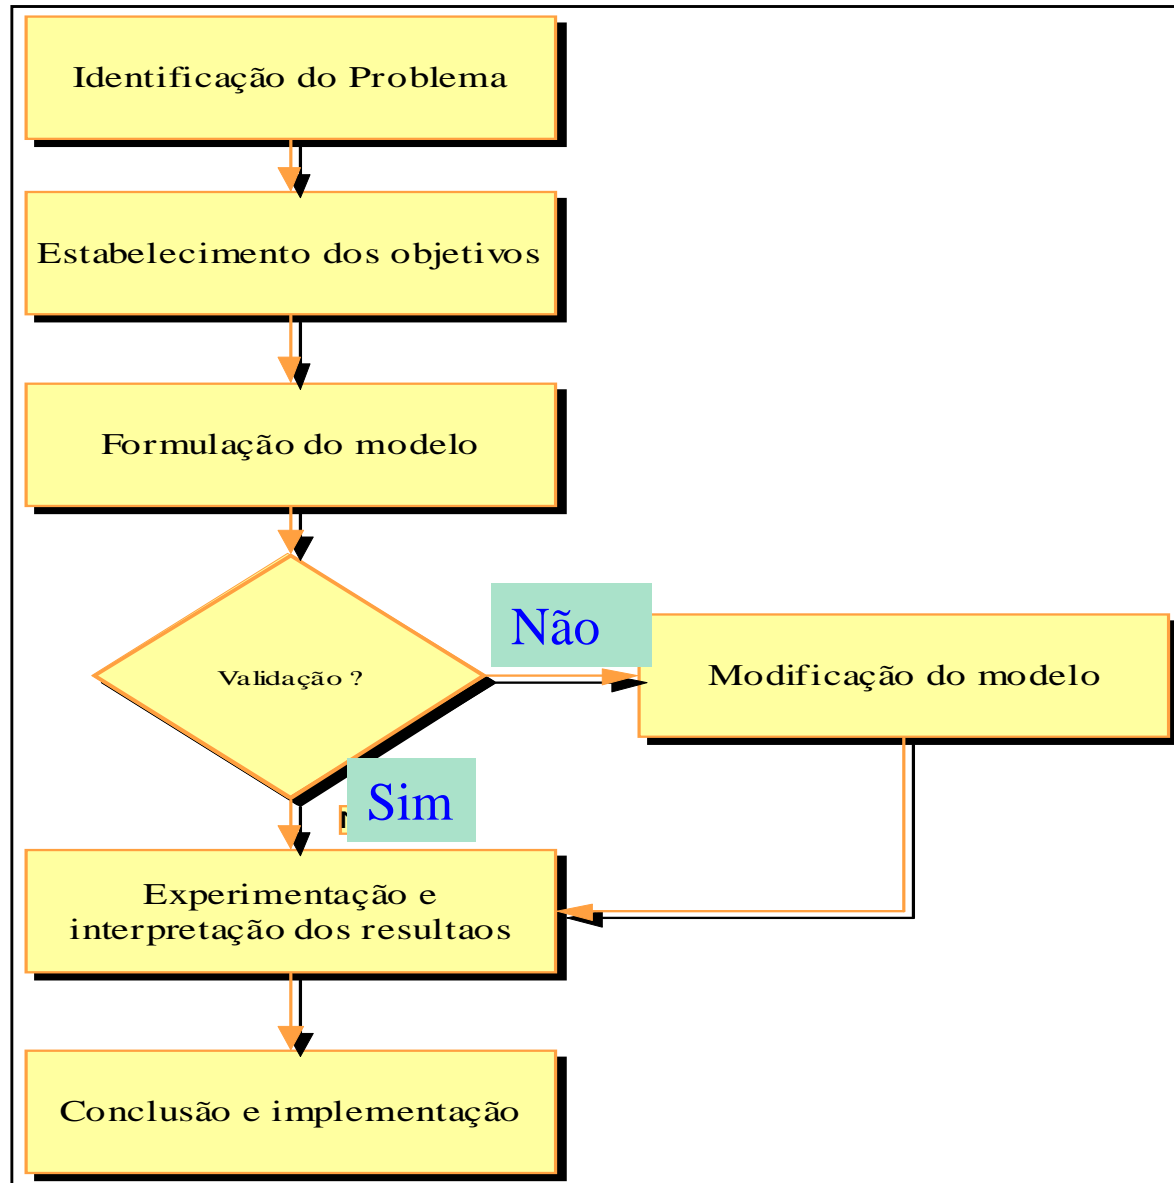 Identificação do Problema
Estabelecimento dos objetivos
Formulação do modelo
Não
Validação ?
Modificação do modelo
Sim
Experimentação e
interpretação dos resultaos
Conclusão e implementação